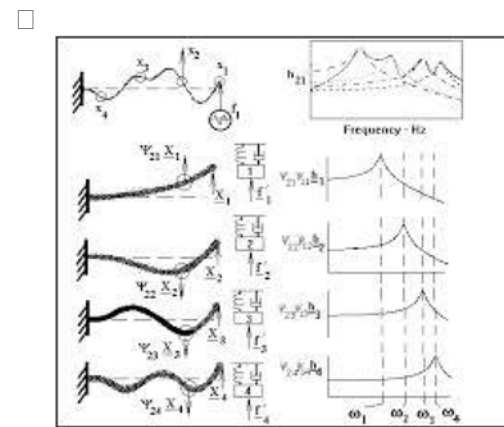 x₃ x₂ x₁
x₄ f₁
h₂₁
Frequency - Hz
Ψ₂₁ X₁
X₁ 1 f′₁
X₂ 2 f′₂
Ψ₂₂ X₂
X₃ 3 f′₃
Ψ₂₃ X₃
X₄ 4 f′₄
Ψ₂₄ X₄
ω₁ ω₂ ω₃ ω₄